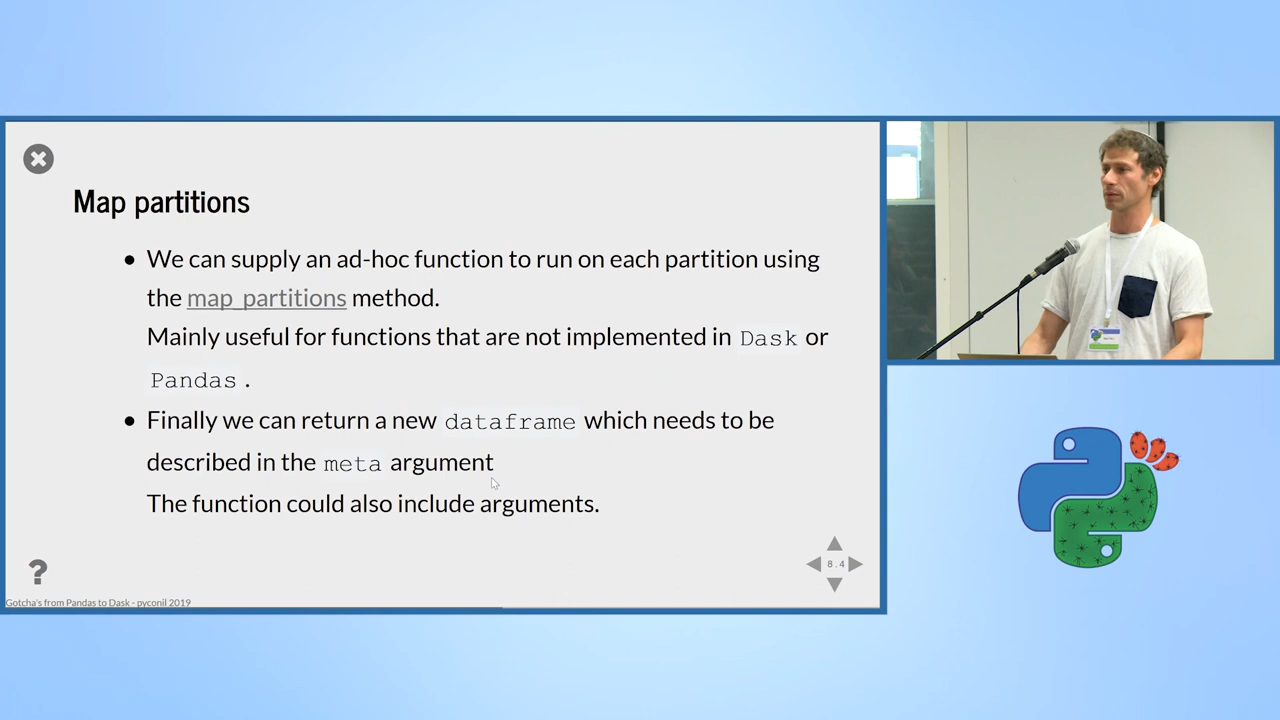 Map partitions
• We can supply an ad-hoc function to run on each partition using
the map_partitions method.
Mainly useful for functions that are not implemented in Dask or
Pandas.
• Finally we can return a new dataframe which needs to be
described in the meta argument
The function could also include arguments.
8.4
?
Gotcha's from Pandas to Dask - pyconil 2019